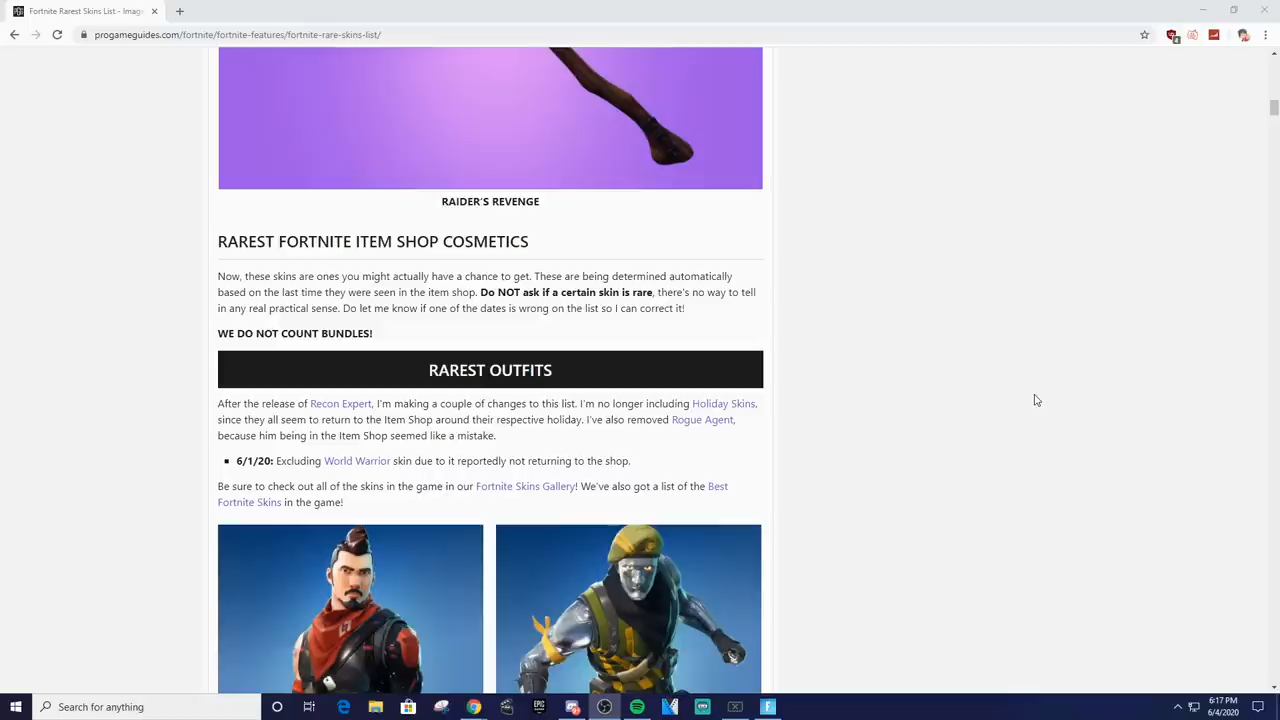 Fortnite Rarest Skins List - Imag
progameguides.com/fortnite/fortnite-features/fortnite-rare-skins-list/
RAIDER'S REVENGE
RAREST FORTNITE ITEM SHOP COSMETICS
Now, these skins are ones you might actually have a chance to get. These are being determined automatically
based on the last time they were seen in the item shop. Do NOT ask if a certain skin is rare, there's no way to tell
in any real practical sense. Do let me know if one of the dates is wrong on the list so I can correct it!
WE DO NOT COUNT BUNDLES!
RAREST OUTFITS
After the release of Recon Expert, I'm making a couple of changes to this list. I'm no longer including Holiday Skins,
since they all seem to return to the Item Shop around their respective holiday. I've also removed Rogue Agent,
because him being in the Item Shop seemed like a mistake.
6/1/20: Excluding World Warrior skin due to it reportedly not returning to the shop.
Be sure to check out all of the skins in the game in our Fortnite Skins Gallery! We've also got a list of the Best
Fortnite Skins in the game!
Search for anything
EPIC
6:17 PM
6/4/2020